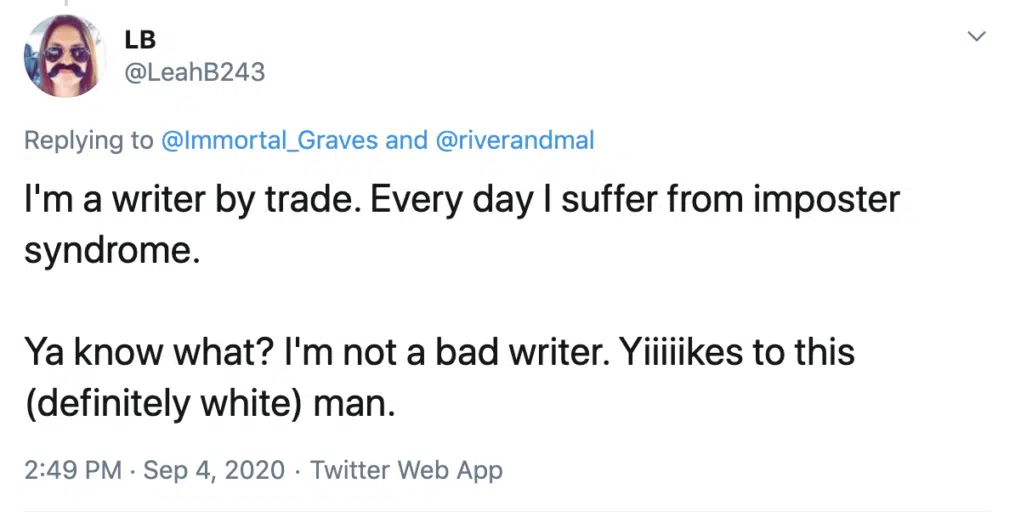 LB
@LeahB243
Replying to @Immortal_Graves and @riverandmal
I'm a writer by trade. Every day I suffer from imposter
syndrome.
Ya know what? I'm not a bad writer. Yiiiiikes to this
(definitely white) man.
2:49 PM · Sep 4, 2020 · Twitter Web App